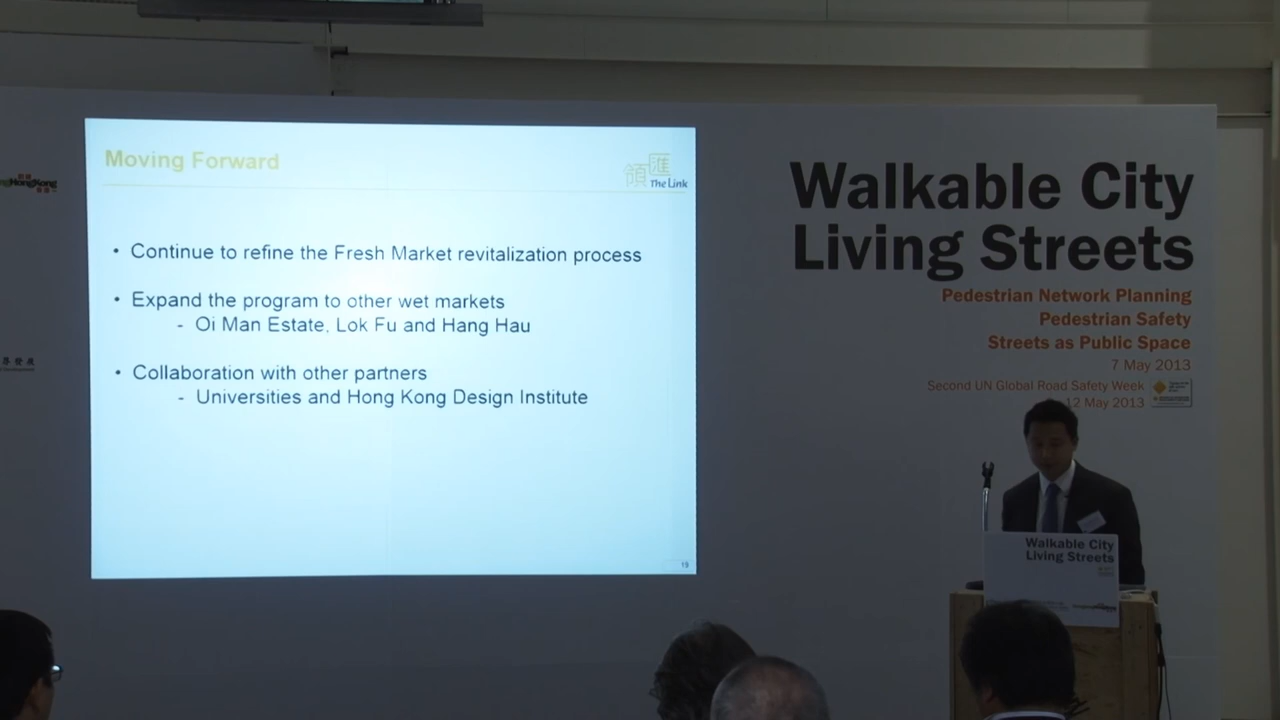 Moving Forward
領匯
The Link
• Continue to refine the Fresh Market revitalization process
• Expand the program to other wet markets
- Oi Man Estate, Lok Fu and Hang Hau
• Collaboration with other partners
- Universities and Hong Kong Design Institute
19
Walkable City
Living Streets
Pedestrian Network Planning
Pedestrian Safety
Streets as Public Space
7 May 2013
Second UN Global Road Safety Week
12 May 2013
Walkable City
Living Streets